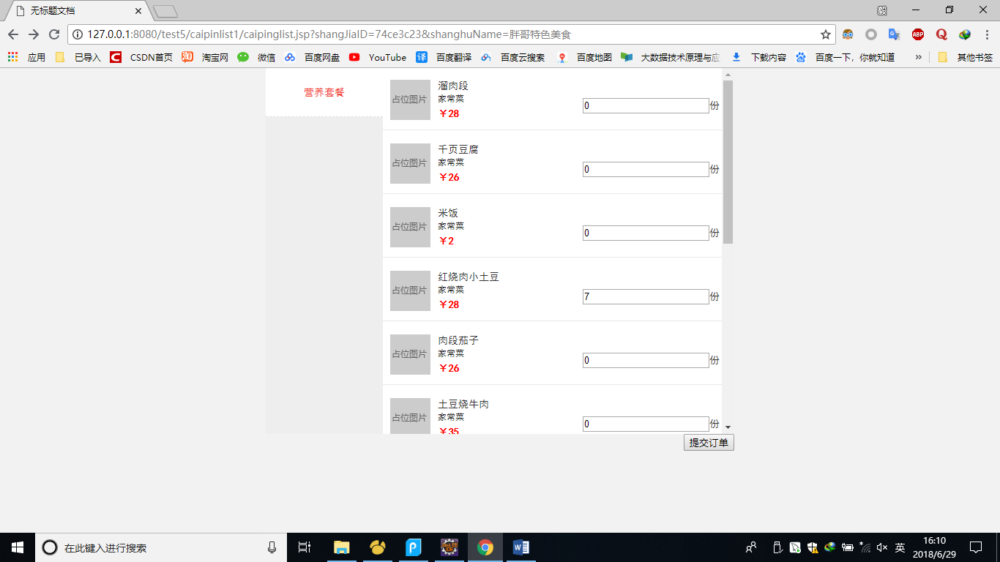 无标题文档
127.0.0.1:8080/test5/caipinlist1/caipinglist.jsp?shangJiaID=74ce3c23&shanghuName=胖哥特色美食
应用 已导入 CSDN首页 淘宝网 微信 百度网盘 YouTube 百度翻译 百度云搜索 百度地图 大数据技术原理与应 下载内容 百度一下，你就知道 » 其他书签
营养套餐
占位图片
溜肉段
家常菜
￥28
0 份
占位图片
千页豆腐
家常菜
￥26
0 份
占位图片
米饭
家常菜
￥2
0 份
占位图片
红烧肉小土豆
家常菜
￥28
7 份
占位图片
肉段茄子
家常菜
￥26
0 份
占位图片
土豆烧牛肉
家常菜
￥35
0 份
提交订单
在此键入进行搜索
英
16:10
2018/6/29